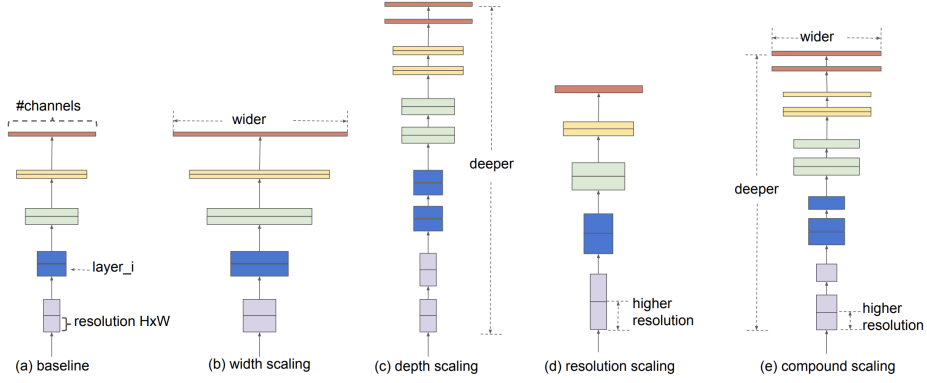 #channels
layer_i
resolution HxW
(a) baseline
wider
(b) width scaling
deeper
(c) depth scaling
higher
resolution
(d) resolution scaling
wider
deeper
higher
resolution
(e) compound scaling